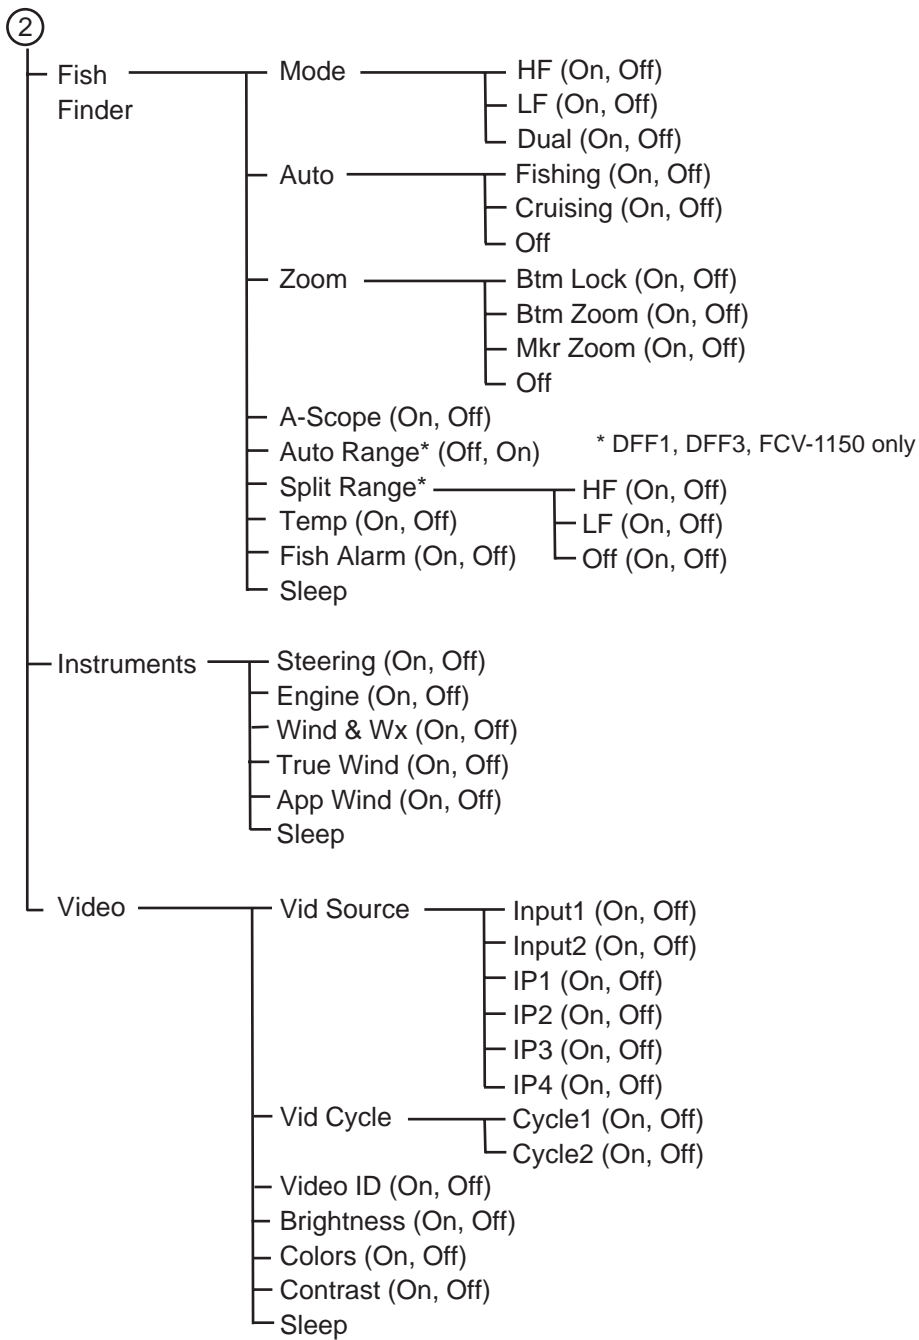 2
Fish
Finder
Mode
HF (On, Off)
LF (On, Off)
Dual (On, Off)
Auto
Fishing (On, Off)
Cruising (On, Off)
Off
Zoom
Btm Lock (On, Off)
Btm Zoom (On, Off)
Mkr Zoom (On, Off)
Off
A-Scope (On, Off)
Auto Range* (Off, On)
* DFF1, DFF3, FCV-1150 only
Split Range*
HF (On, Off)
LF (On, Off)
Off (On, Off)
Temp (On, Off)
Fish Alarm (On, Off)
Sleep
Instruments
Steering (On, Off)
Engine (On, Off)
Wind & Wx (On, Off)
True Wind (On, Off)
App Wind (On, Off)
Sleep
Video
Vid Source
Input1 (On, Off)
Input2 (On, Off)
IP1 (On, Off)
IP2 (On, Off)
IP3 (On, Off)
IP4 (On, Off)
Vid Cycle
Cycle1 (On, Off)
Cycle2 (On, Off)
Video ID (On, Off)
Brightness (On, Off)
Colors (On, Off)
Contrast (On, Off)
Sleep